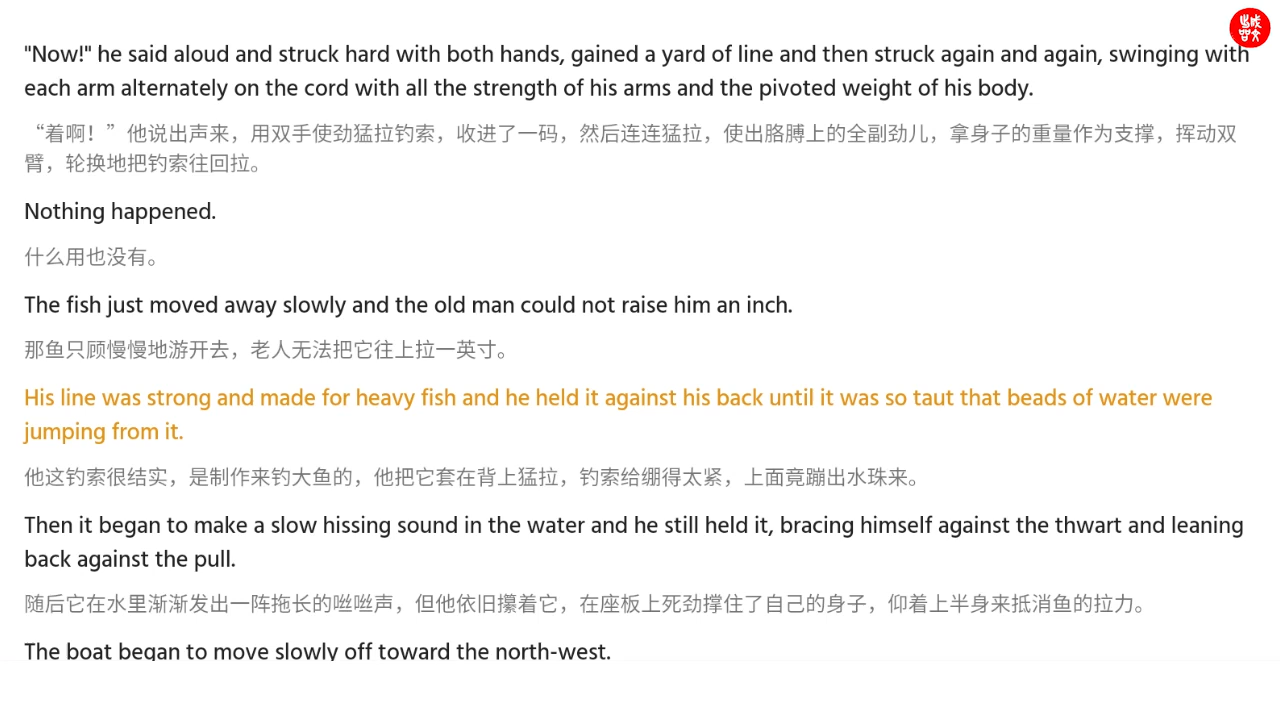 "Now!" he said aloud and struck hard with both hands, gained a yard of line and then struck again and again, swinging with
each arm alternately on the cord with all the strength of his arms and the pivoted weight of his body.
“着啊！”他说出声来，用双手使劲猛拉钓索，收进了一码，然后连连猛拉，使出胳膊上的全副劲儿，拿身子的重量作为支撑，挥动双
臂，轮换地把钓索往回拉。
Nothing happened.
什么用也没有。
The fish just moved away slowly and the old man could not raise him an inch.
那鱼只顾慢慢地游开去，老人无法把它往上拉一英寸。
His line was strong and made for heavy fish and he held it against his back until it was so taut that beads of water were
jumping from it.
他这钓索很结实，是制作来钓大鱼的，他把它套在背上猛拉，钓索给绷得太紧，上面竟蹦出水珠来。
Then it began to make a slow hissing sound in the water and he still held it, bracing himself against the thwart and leaning
back against the pull.
随后它在水里渐渐发出一阵拖长的咝咝声，但他依旧攥着它，在座板上死劲撑住了自己的身子，仰着上半身来抵消鱼的拉力。
The boat began to move slowly off toward the north-west.